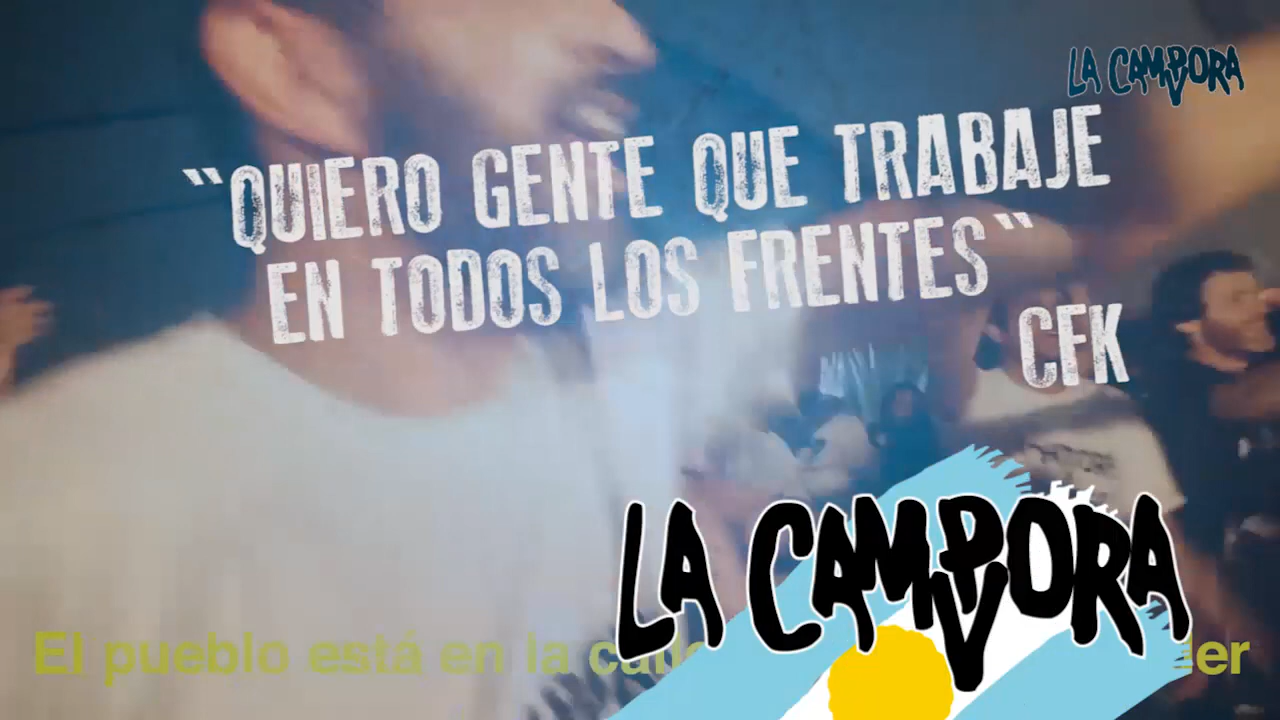 LA CAMPORA
“QUIERO GENTE QUE TRABAJE
EN TODOS LOS FRENTES“
CFK
LA CAMPORA
El pueblo está en la